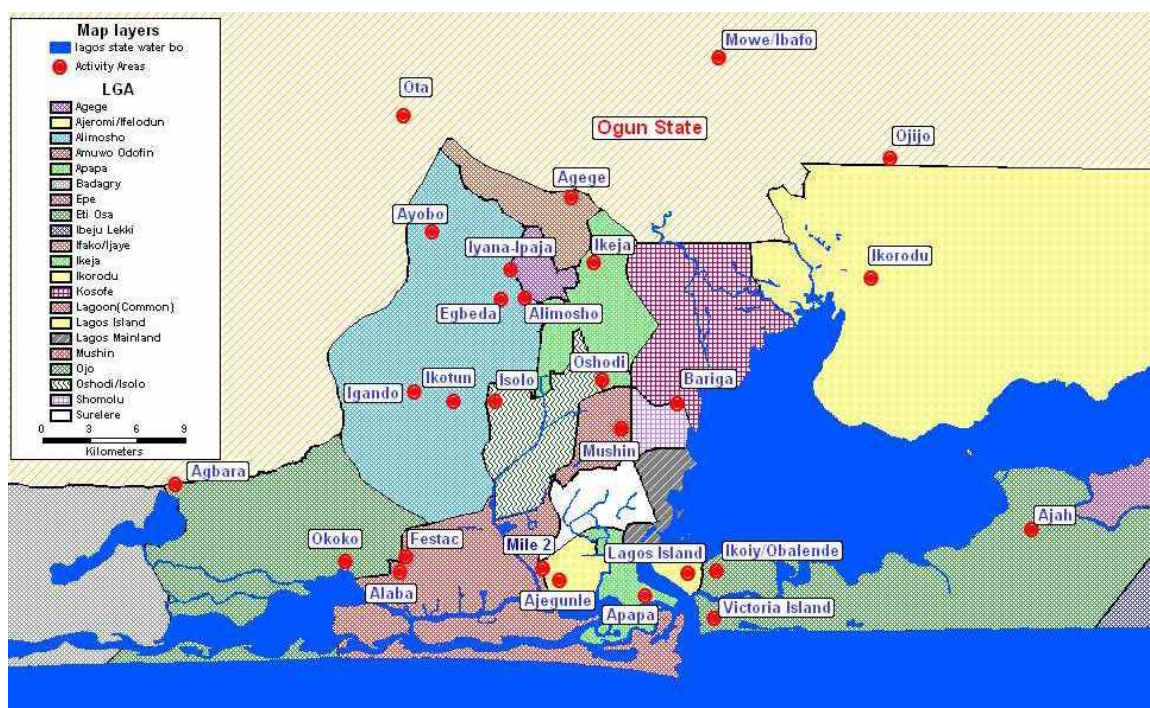 Map layers
lagos state water bo
Activity Areas
LGA
Agege
Ajeromi/Ifelodun
Alimosho
Amuwo Odofin
Apapa
Badagry
Epe
Eti Osa
Ibeju Lekki
Ifako/Ijaye
Ikeja
Ikorodu
Kosofe
Lagoon(Common)
Lagos Island
Lagos Mainland
Mushin
Ojo
Oshodi/Isolo
Shomolu
Surelere
0 3 6 9
Kilometers
Mowe/Ibafo
Ota
Ogun State
Ojijo
Agege
Ayobo
Iyana-Ipaja
Ikeja
Ikorodu
Egbeda
Alimosho
Oshodi
Igando
Ikotun
Isolo
Bariga
Mushin
Agbara
Ajah
Okoko
Festac
Mile 2
Lagos Island
Ikoiy/Obalende
Alaba
Ajegunle
Apapa
Victoria Island